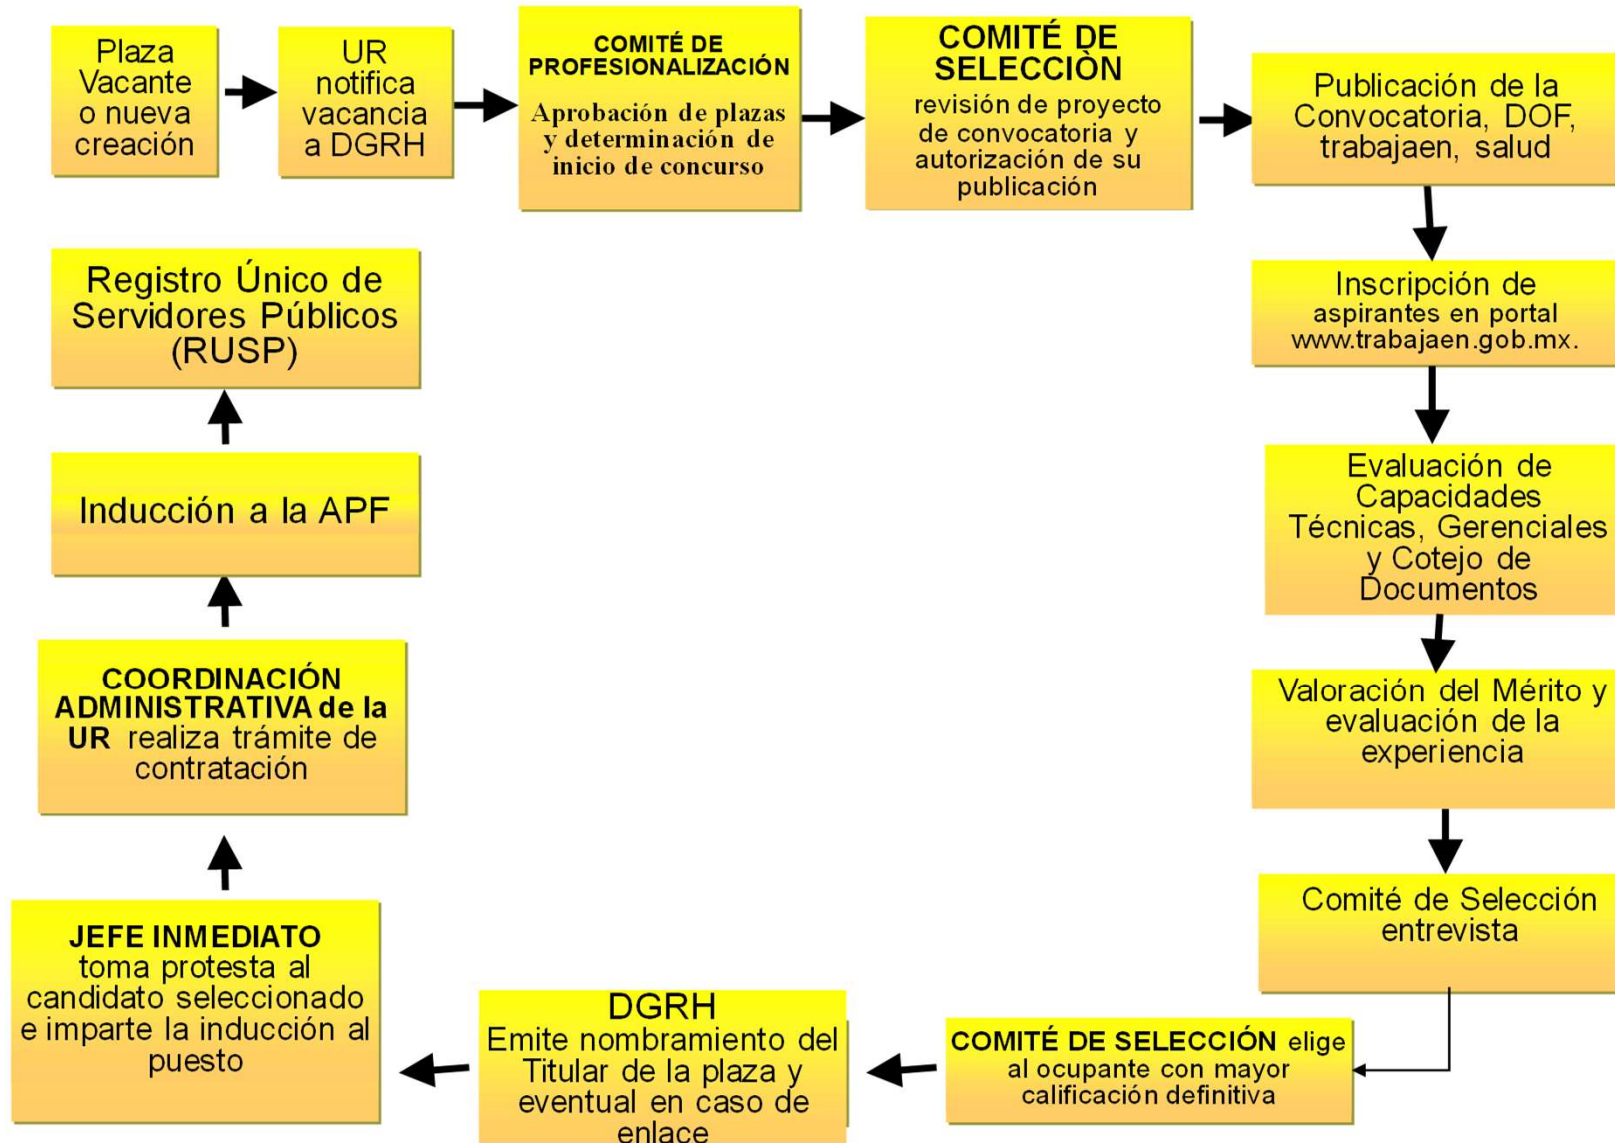 Plaza
Vacante
o nueva
creación
UR
notifica
vacancia
a DGRH
COMITÉ DE
PROFESIONALIZACIÓN
Aprobación de plazas
y determinación de
inicio de concurso
COMITÉ DE
SELECCIÒN
revisión de proyecto
de convocatoria y
autorización de su
publicación
Publicación de la
Convocatoria, DOF,
trabajaen, salud
Inscripción de
aspirantes en portal
www.trabajaen.gob.mx.
Evaluación de
Capacidades
Técnicas, Gerenciales
y Cotejo de
Documentos
Valoración del Mérito y
evaluación de la
experiencia
Comité de Selección
entrevista
COMITÉ DE SELECCIÓN elige
al ocupante con mayor
calificación definitiva
DGRH
Emite nombramiento del
Titular de la plaza y
eventual en caso de
enlace
JEFE INMEDIATO
toma protesta al
candidato seleccionado
e imparte la inducción al
puesto
COORDINACIÓN
ADMINISTRATIVA de la
UR realiza trámite de
contratación
Inducción a la APF
Registro Único de
Servidores Públicos
(RUSP)